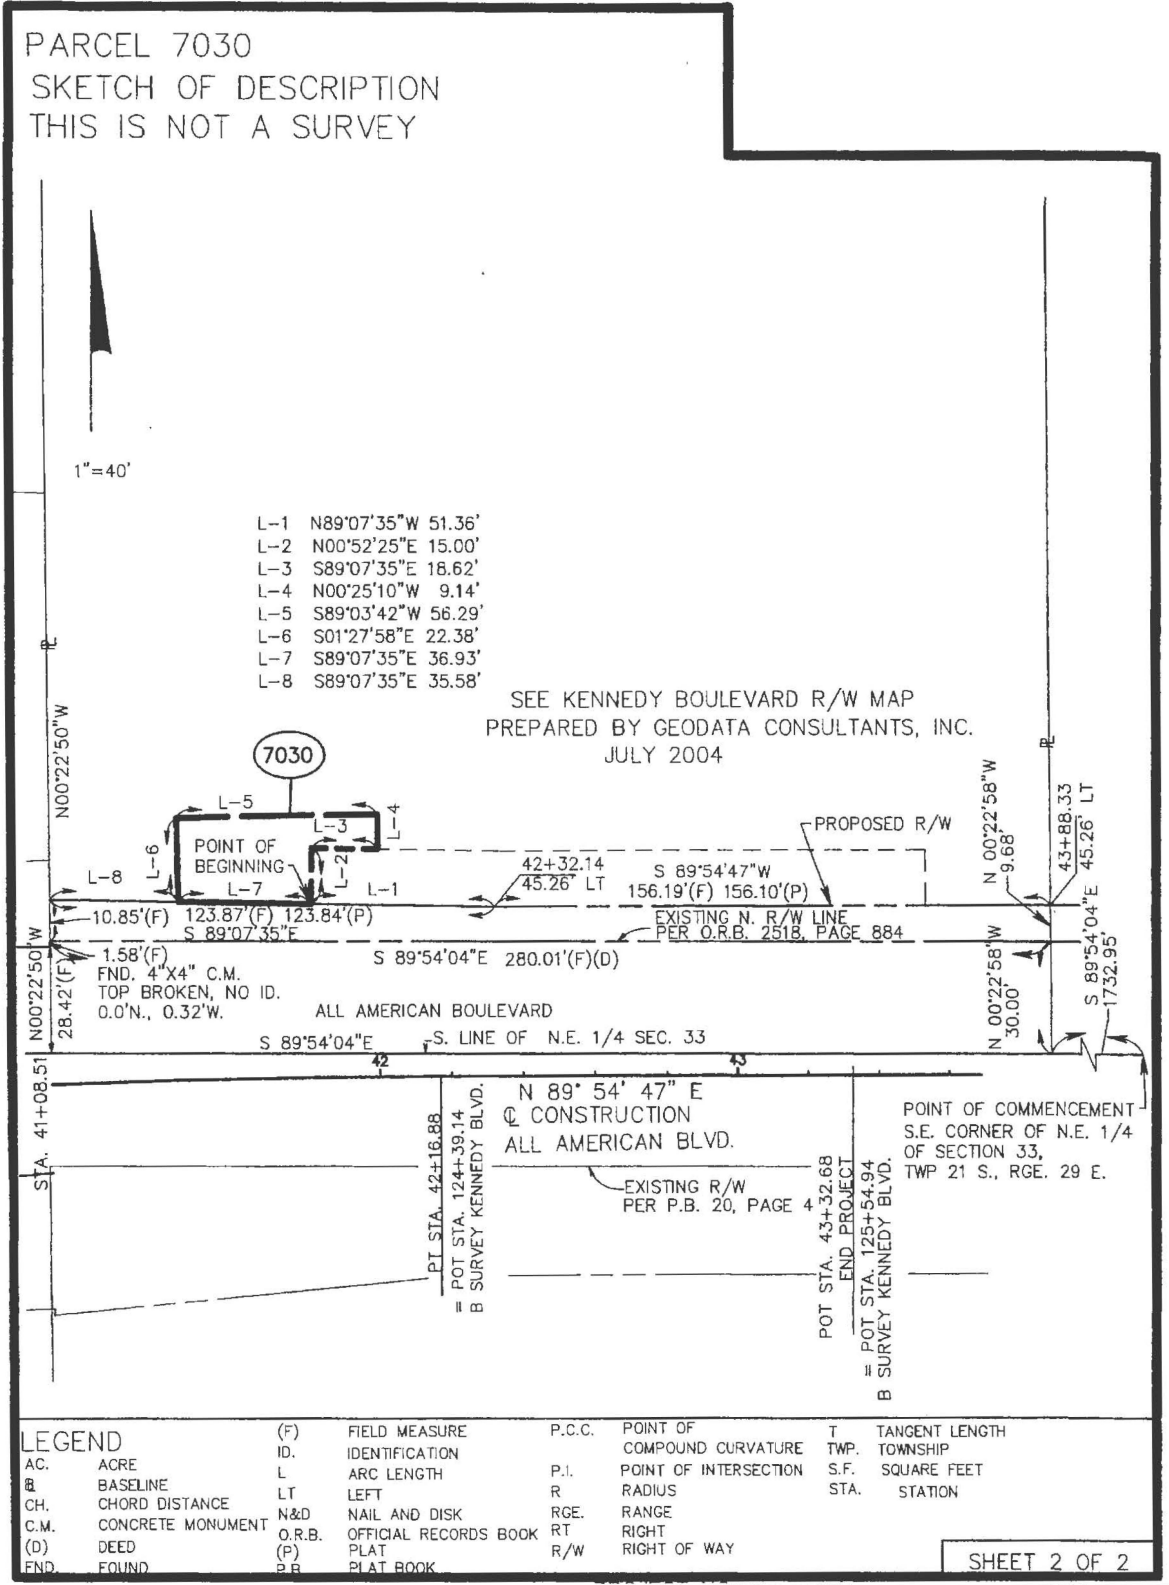 PARCEL 7030
SKETCH OF DESCRIPTION
THIS IS NOT A SURVEY
1"=40'
L-1 N89°07'35"W 51.36'
L-2 N00°52'25"E 15.00'
L-3 S89°07'35"E 18.62'
L-4 N00°25'10"W 9.14'
L-5 S89°03'42"W 56.29'
L-6 S01°27'58"E 22.38'
L-7 S89°07'35"E 36.93'
L-8 S89°07'35"E 35.58'
SEE KENNEDY BOULEVARD R/W MAP
PREPARED BY GEODATA CONSULTANTS, INC.
JULY 2004
PL
N00°22'50"W
7030
L-5
L-3
L-4
L-6
POINT OF
BEGINNING
L-2
L-8
L-7
L-1
42+32.14
45.26' LT
S 89°54'47"W
156.19'(F) 156.10'(P)
PROPOSED R/W
PL
N 00°22'58"W
9.68'
43+88.33
45.26' LT
10.85'(F)
123.87'(F) 123.84'(P)
S 89°07'35"E
EXISTING N. R/W LINE
PER O.R.B. 2518, PAGE 884
1.58'(F)
FND. 4"X4" C.M.
TOP BROKEN, NO ID.
0.0'N., 0.32'W.
S 89°54'04"E 280.01'(F)(D)
N00°22'50"W
28.42'(F)
N 00°22'58"W
30.00'
S 89°54'04"E
1732.95'
ALL AMERICAN BOULEVARD
S 89°54'04"E
S. LINE OF N.E. 1/4 SEC. 33
42
43
STA. 41+08.51
N 89° 54' 47" E
℄ CONSTRUCTION
ALL AMERICAN BLVD.
PT STA. 42+16.88
= POT STA. 124+39.14
B SURVEY KENNEDY BLVD.
EXISTING R/W
PER P.B. 20, PAGE 4
POT STA. 43+32.68
END PROJECT
= POT STA. 125+54.94
B SURVEY KENNEDY BLVD.
POINT OF COMMENCEMENT
S.E. CORNER OF N.E. 1/4
OF SECTION 33,
TWP 21 S., RGE. 29 E.
LEGEND
AC. ACRE
B BASELINE
CH. CHORD DISTANCE
C.M. CONCRETE MONUMENT
(D) DEED
FND. FOUND
(F) FIELD MEASURE
ID. IDENTIFICATION
L ARC LENGTH
LT LEFT
N&D NAIL AND DISK
O.R.B. OFFICIAL RECORDS BOOK
(P) PLAT
P.B. PLAT BOOK
P.C.C. POINT OF
COMPOUND CURVATURE
P.I. POINT OF INTERSECTION
R RADIUS
RGE. RANGE
RT RIGHT
R/W RIGHT OF WAY
T TANGENT LENGTH
TWP. TOWNSHIP
S.F. SQUARE FEET
STA. STATION
SHEET 2 OF 2